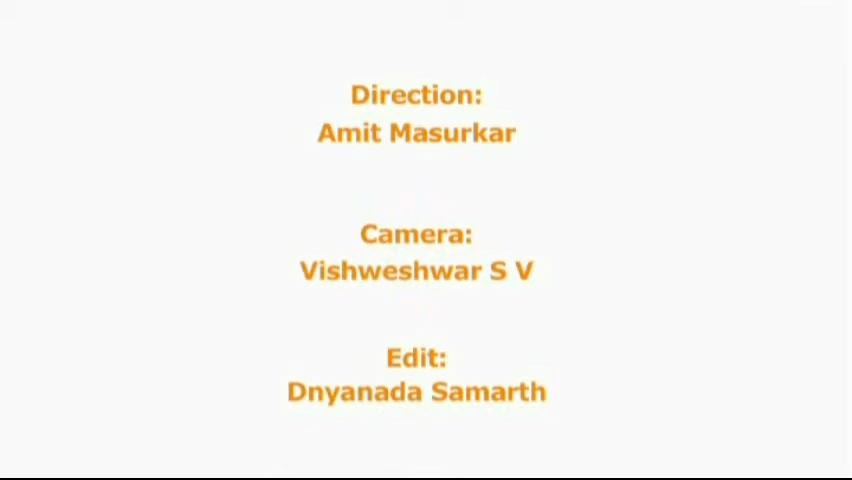 Direction:
Amit Masurkar
Camera:
Vishweshwar S V
Edit:
Dnyanada Samarth